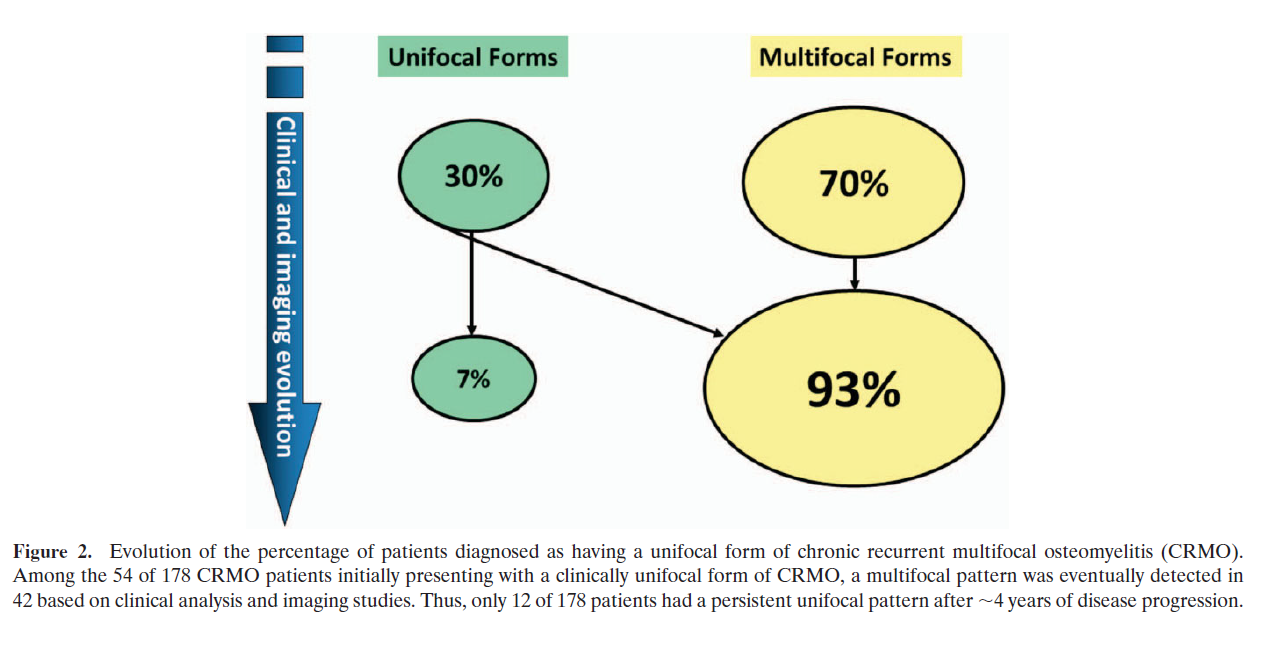 Unifocal Forms
Multifocal Forms
Clinical and imaging evolution
30%
70%
7%
93%
Figure 2. Evolution of the percentage of patients diagnosed as having a unifocal form of chronic recurrent multifocal osteomyelitis (CRMO).
Among the 54 of 178 CRMO patients initially presenting with a clinically unifocal form of CRMO, a multifocal pattern was eventually detected in
42 based on clinical analysis and imaging studies. Thus, only 12 of 178 patients had a persistent unifocal pattern after ~4 years of disease progression.